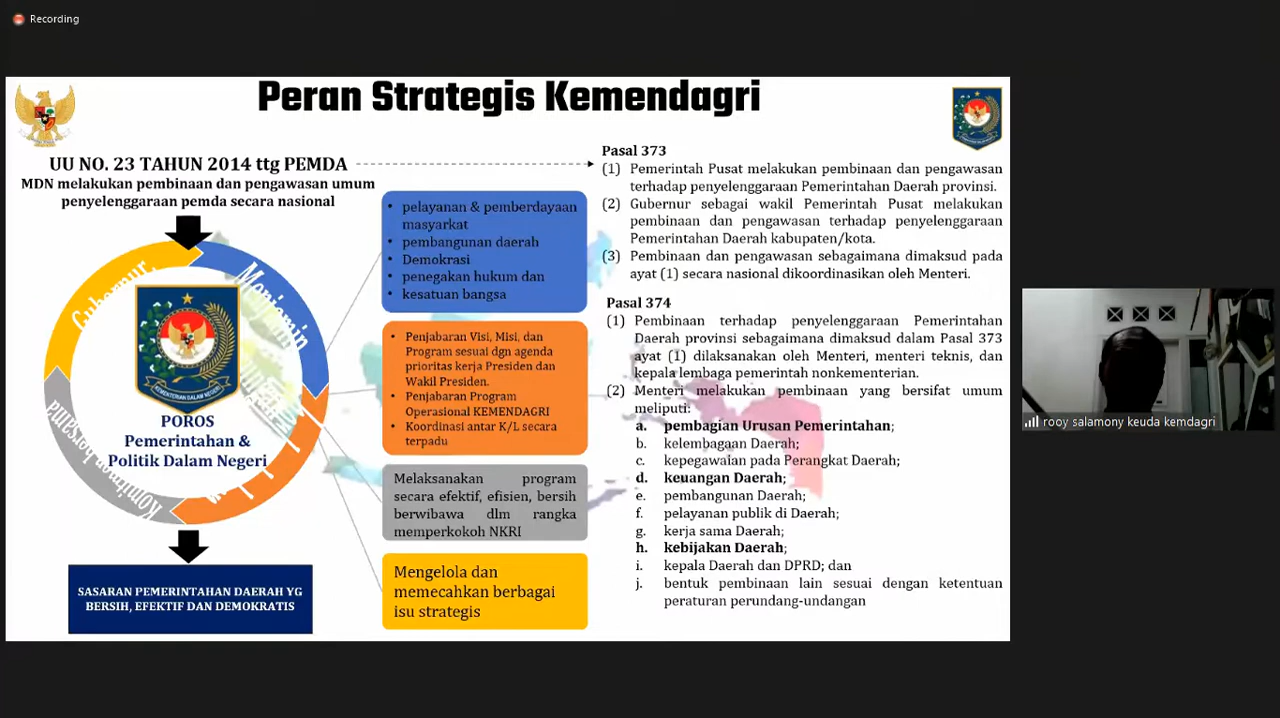 Recording
Peran Strategis Kemendagri
UU NO. 23 TAHUN 2014 ttg PEMDA
MDN melakukan pembinaan dan pengawasan umum
penyelenggaraan pemda secara nasional
Gubernur,
Menjamin
Komitmen bersama
KEMENTERIAN DALAM NEGERI
POROS
Pemerintahan &
Politik Dalam Negeri
SASARAN PEMERINTAHAN DAERAH YG
BERSIH, EFEKTIF DAN DEMOKRATIS
• pelayanan & pemberdayaan
masyarkat
• pembangunan daerah
• Demokrasi
• penegakan hukum dan
• kesatuan bangsa
• Penjabaran Visi, Misi, dan
Program sesuai dgn agenda
prioritas kerja Presiden dan
Wakil Presiden.
• Penjabaran Program
Operasional KEMENDAGRI
• Koordinasi antar K/L secara
terpadu
Melaksanakan program
secara efektif, efisien, bersih
berwibawa dlm rangka
memperkokoh NKRI
Mengelola dan
memecahkan berbagai
isu strategis
Pasal 373
(1) Pemerintah Pusat melakukan pembinaan dan pengawasan
terhadap penyelenggaraan Pemerintahan Daerah provinsi.
(2) Gubernur sebagai wakil Pemerintah Pusat melakukan
pembinaan dan pengawasan terhadap penyelenggaraan
Pemerintahan Daerah kabupaten/kota.
(3) Pembinaan dan pengawasan sebagaimana dimaksud pada
ayat (1) secara nasional dikoordinasikan oleh Menteri.
Pasal 374
(1) Pembinaan terhadap penyelenggaraan Pemerintahan
Daerah provinsi sebagaimana dimaksud dalam Pasal 373
ayat (1) dilaksanakan oleh Menteri, menteri teknis, dan
kepala lembaga pemerintah nonkementerian.
(2) Menteri melakukan pembinaan yang bersifat umum
meliputi:
a. pembagian Urusan Pemerintahan;
b. kelembagaan Daerah;
c. kepegawaian pada Perangkat Daerah;
d. keuangan Daerah;
e. pembangunan Daerah;
f. pelayanan publik di Daerah;
g. kerja sama Daerah;
h. kebijakan Daerah;
i. kepala Daerah dan DPRD; dan
j. bentuk pembinaan lain sesuai dengan ketentuan
peraturan perundang-undangan
rooy salamony keuda kemdagri